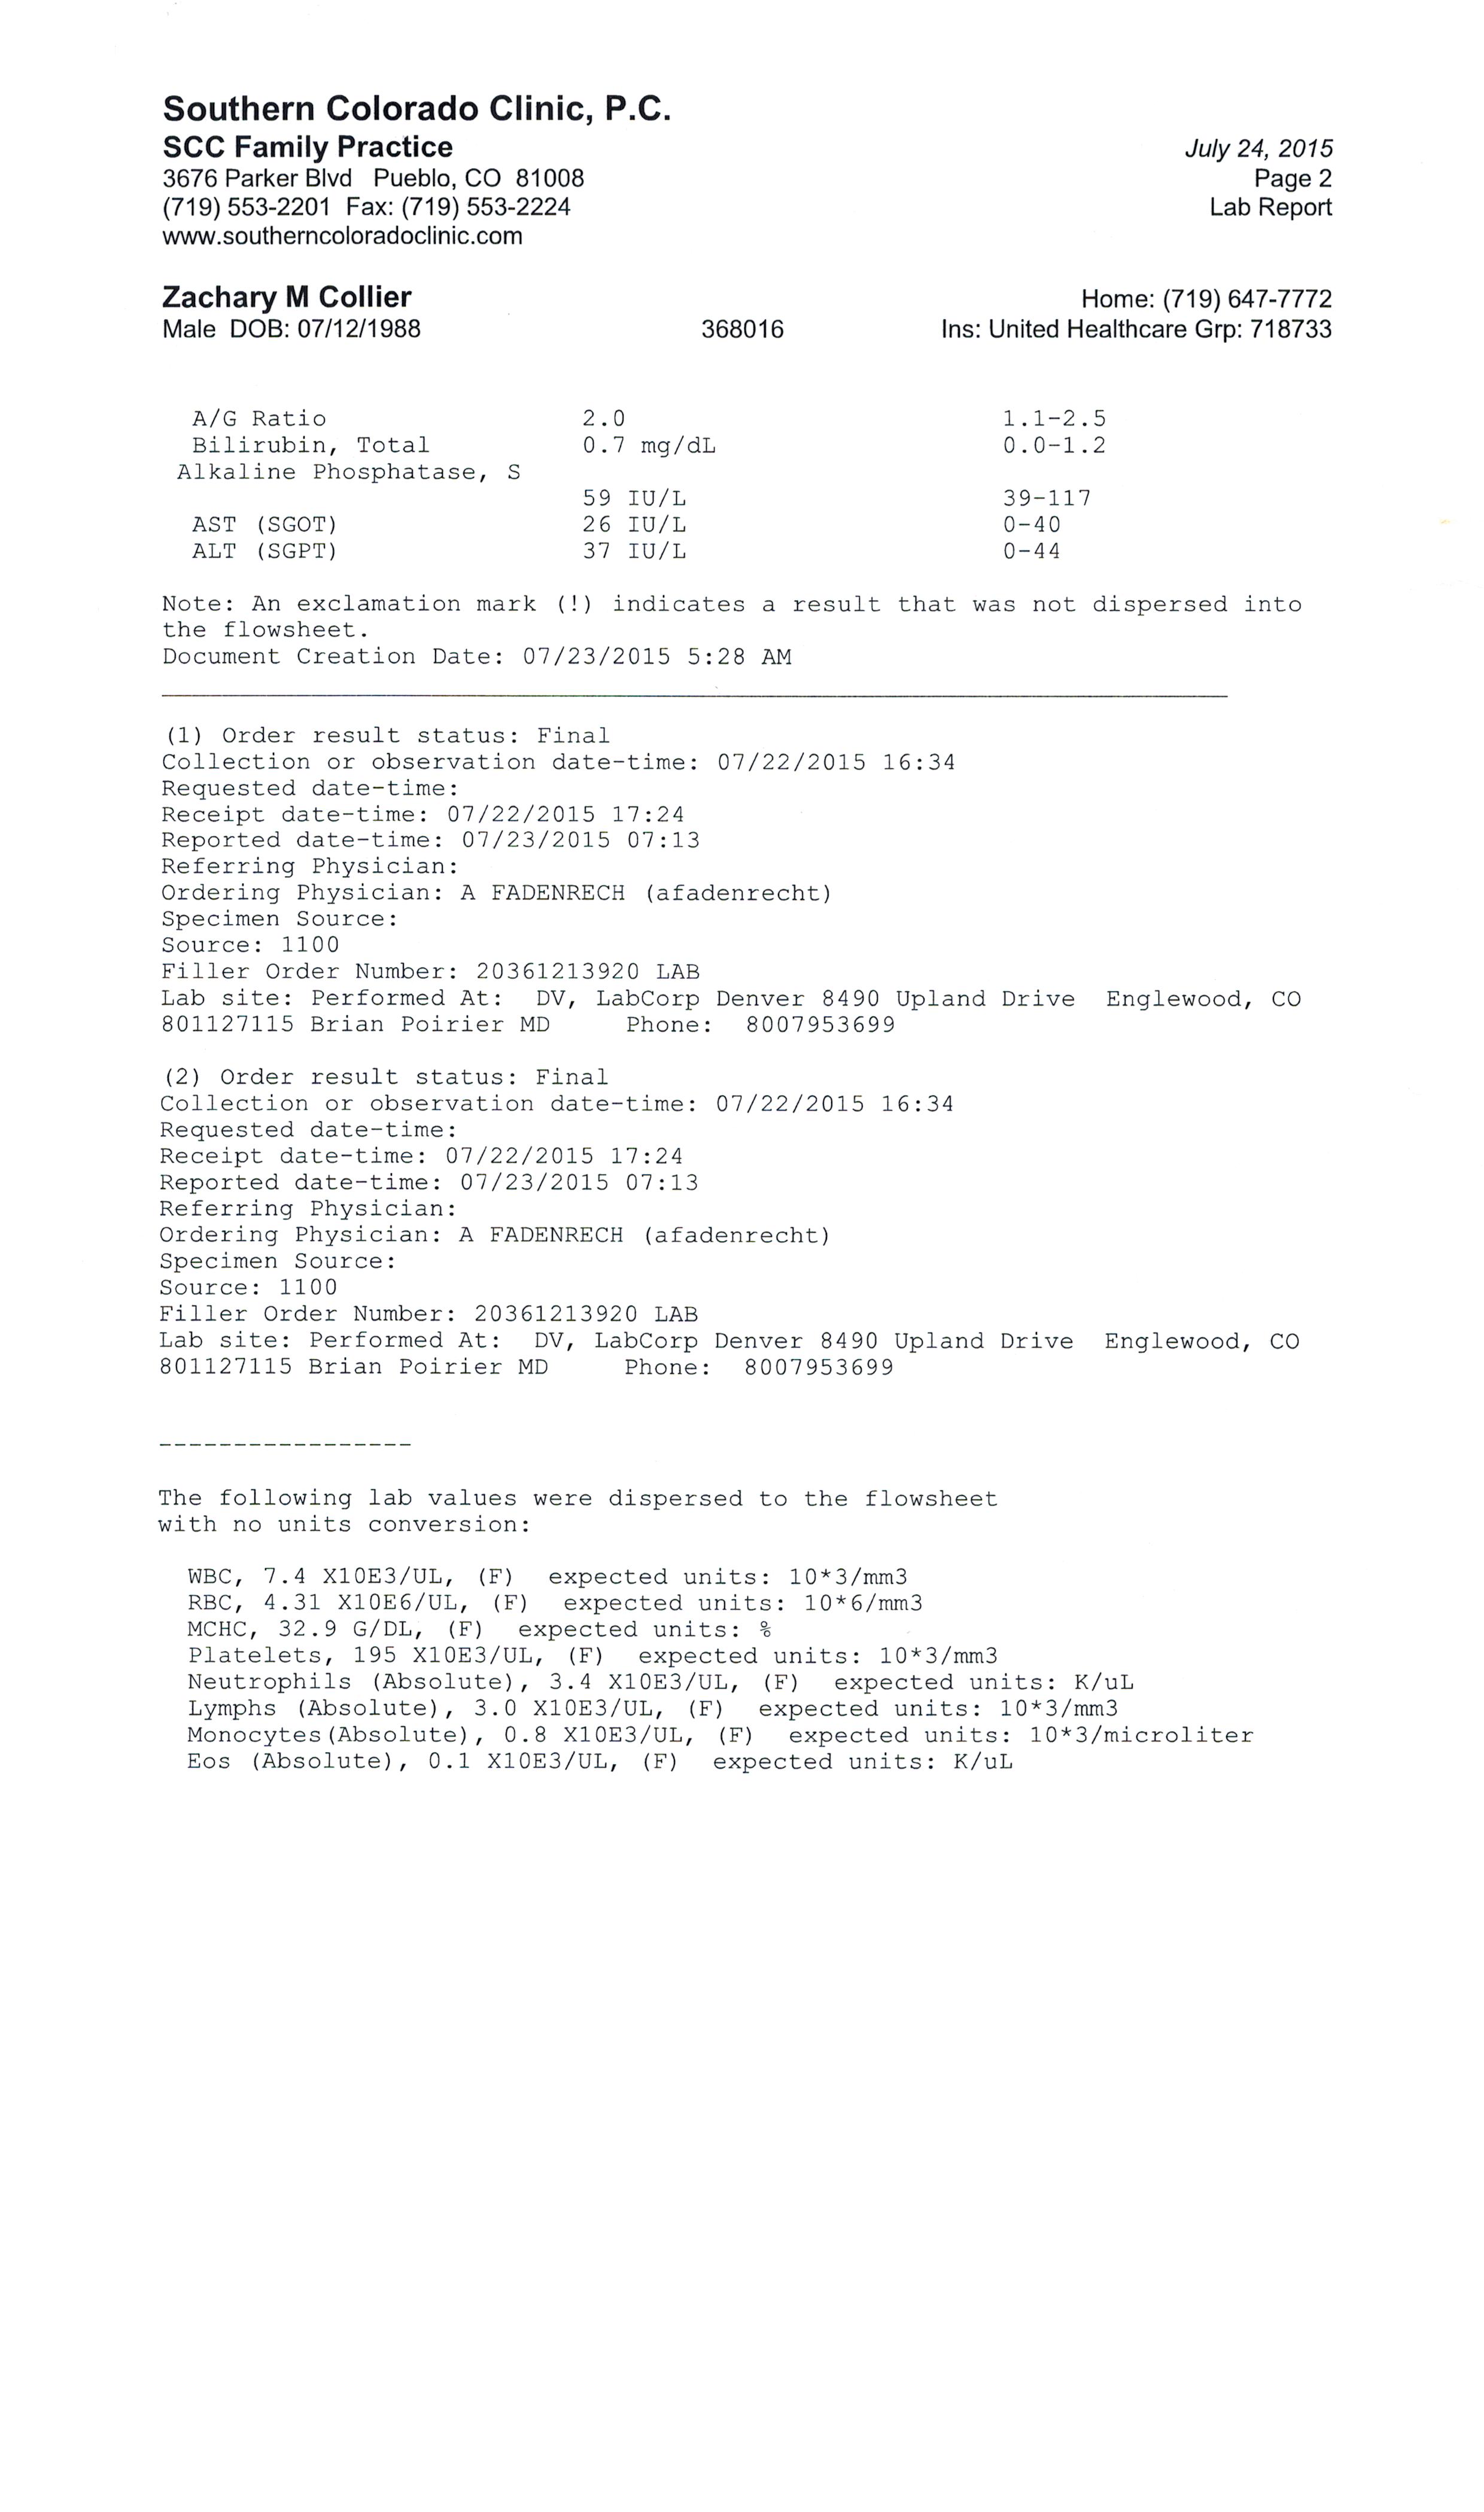 Southern Colorado Clinic, P.C.
SCC Family Practice
July 24, 2015
3676 Parker Blvd Pueblo, CO 81008
Page 2
(719) 553-2201 Fax: (719) 553-2224
Lab Report
www.southerncoloradoclinic.com
Zachary M Collier
Home: (719) 647-7772
Male DOB: 07/12/1988 368016 Ins: United Healthcare Grp: 718733
A/G Ratio 2.0 1.1-2.5
Bilirubin, Total 0.7 mg/dL 0.0-1.2
Alkaline Phosphatase, S
59 IU/L 39-117
AST (SGOT) 26 IU/L 0-40
ALT (SGPT) 37 IU/L 0-44
Note: An exclamation mark (!) indicates a result that was not dispersed into
the flowsheet.
Document Creation Date: 07/23/2015 5:28 AM
(1) Order result status: Final
Collection or observation date-time: 07/22/2015 16:34
Requested date-time:
Receipt date-time: 07/22/2015 17:24
Reported date-time: 07/23/2015 07:13
Referring Physician:
Ordering Physician: A FADENRECH (afadenrecht)
Specimen Source:
Source: 1100
Filler Order Number: 20361213920 LAB
Lab site: Performed At: DV, LabCorp Denver 8490 Upland Drive Englewood, CO
801127115 Brian Poirier MD Phone: 8007953699
(2) Order result status: Final
Collection or observation date-time: 07/22/2015 16:34
Requested date-time:
Receipt date-time: 07/22/2015 17:24
Reported date-time: 07/23/2015 07:13
Referring Physician:
Ordering Physician: A FADENRECH (afadenrecht)
Specimen Source:
Source: 1100
Filler Order Number: 20361213920 LAB
Lab site: Performed At: DV, LabCorp Denver 8490 Upland Drive Englewood, CO
801127115 Brian Poirier MD Phone: 8007953699
-----------------
The following lab values were dispersed to the flowsheet
with no units conversion:
WBC, 7.4 X10E3/UL, (F) expected units: 10*3/mm3
RBC, 4.31 X10E6/UL, (F) expected units: 10*6/mm3
MCHC, 32.9 G/DL, (F) expected units: %
Platelets, 195 X10E3/UL, (F) expected units: 10*3/mm3
Neutrophils (Absolute), 3.4 X10E3/UL, (F) expected units: K/uL
Lymphs (Absolute), 3.0 X10E3/UL, (F) expected units: 10*3/mm3
Monocytes(Absolute), 0.8 X10E3/UL, (F) expected units: 10*3/microliter
Eos (Absolute), 0.1 X10E3/UL, (F) expected units: K/uL